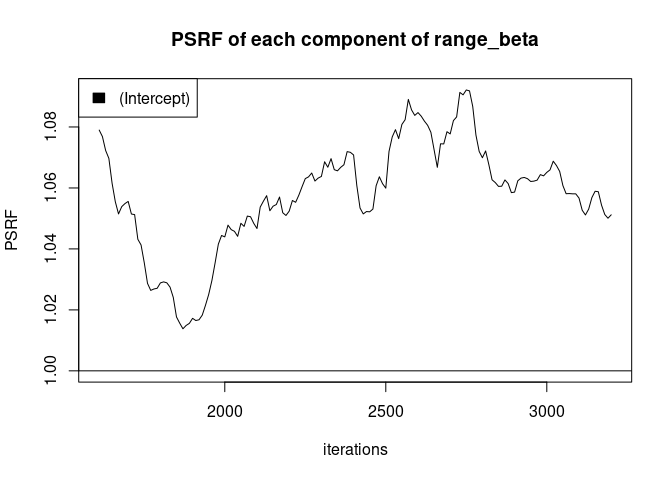 PSRF of each component of range_beta
(Intercept)
PSRF
1.08
1.06
1.04
1.02
1.00
2000 2500 3000
iterations